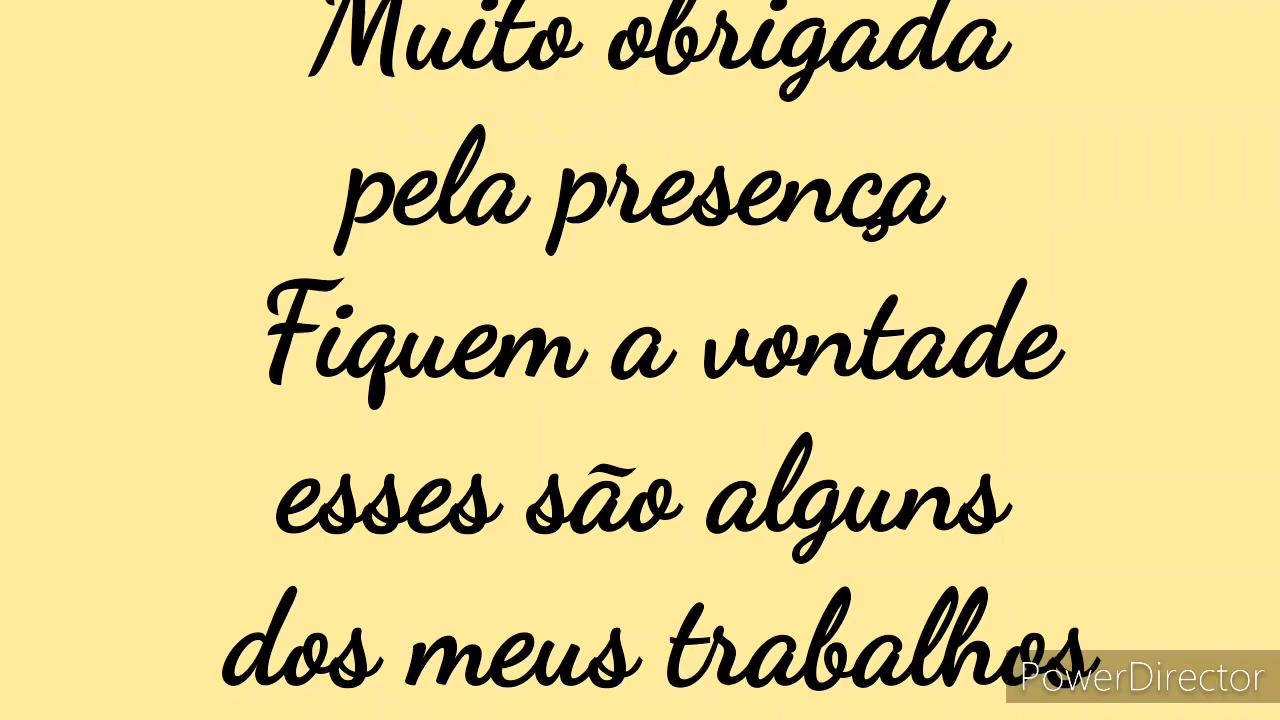 Muito obrigada
pela presença
Fiquem a vontade
esses são alguns
dos meus trabalhos
PowerDirector